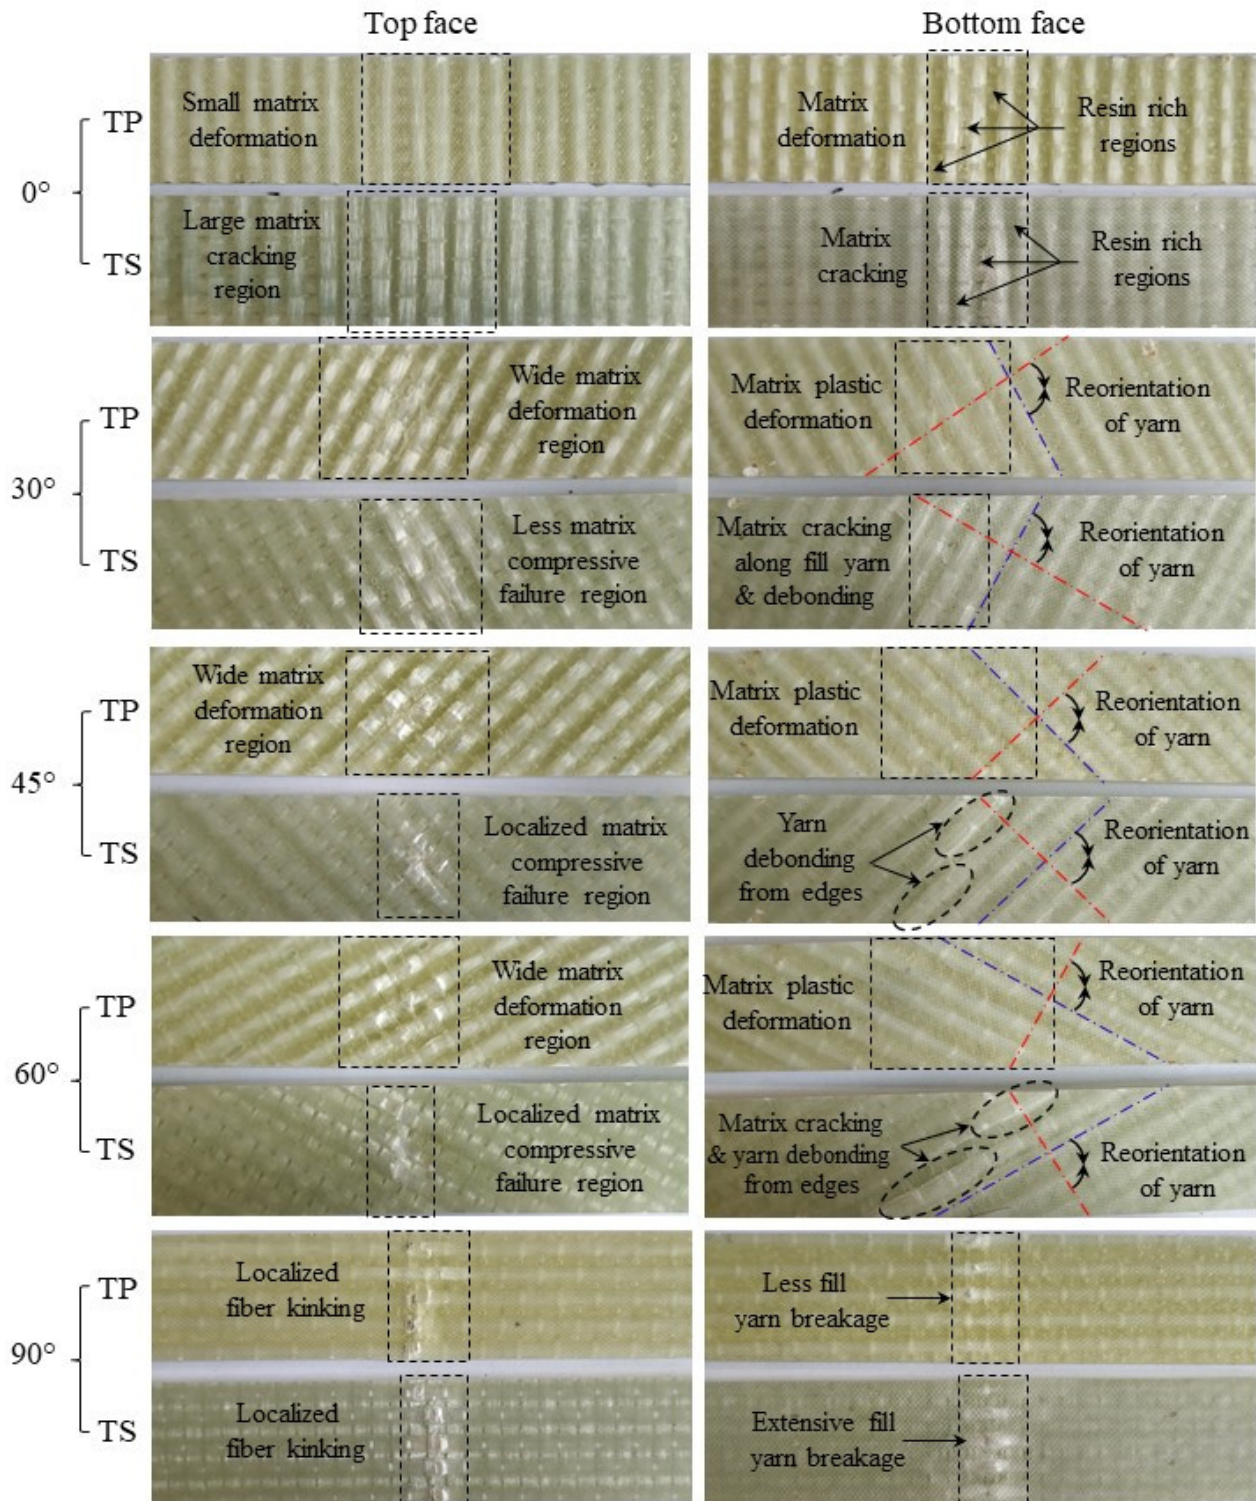 Top face
Bottom face
0°
TP
Small matrix
deformation
Matrix
deformation
Resin rich
regions
TS
Large matrix
cracking
region
Matrix
cracking
Resin rich
regions
30°
TP
Wide matrix
deformation
region
Matrix plastic
deformation
Reorientation
of yarn
TS
Less matrix
compressive
failure region
Matrix cracking
along fill yarn
& debonding
Reorientation
of yarn
45°
TP
Wide matrix
deformation
region
Matrix plastic
deformation
Reorientation
of yarn
TS
Localized matrix
compressive
failure region
Yarn
debonding
from edges
Reorientation
of yarn
60°
TP
Wide matrix
deformation
region
Matrix plastic
deformation
Reorientation
of yarn
TS
Localized matrix
compressive
failure region
Matrix cracking
& yarn debonding
from edges
Reorientation
of yarn
90°
TP
Localized
fiber kinking
Less fill
yarn breakage
TS
Localized
fiber kinking
Extensive fill
yarn breakage